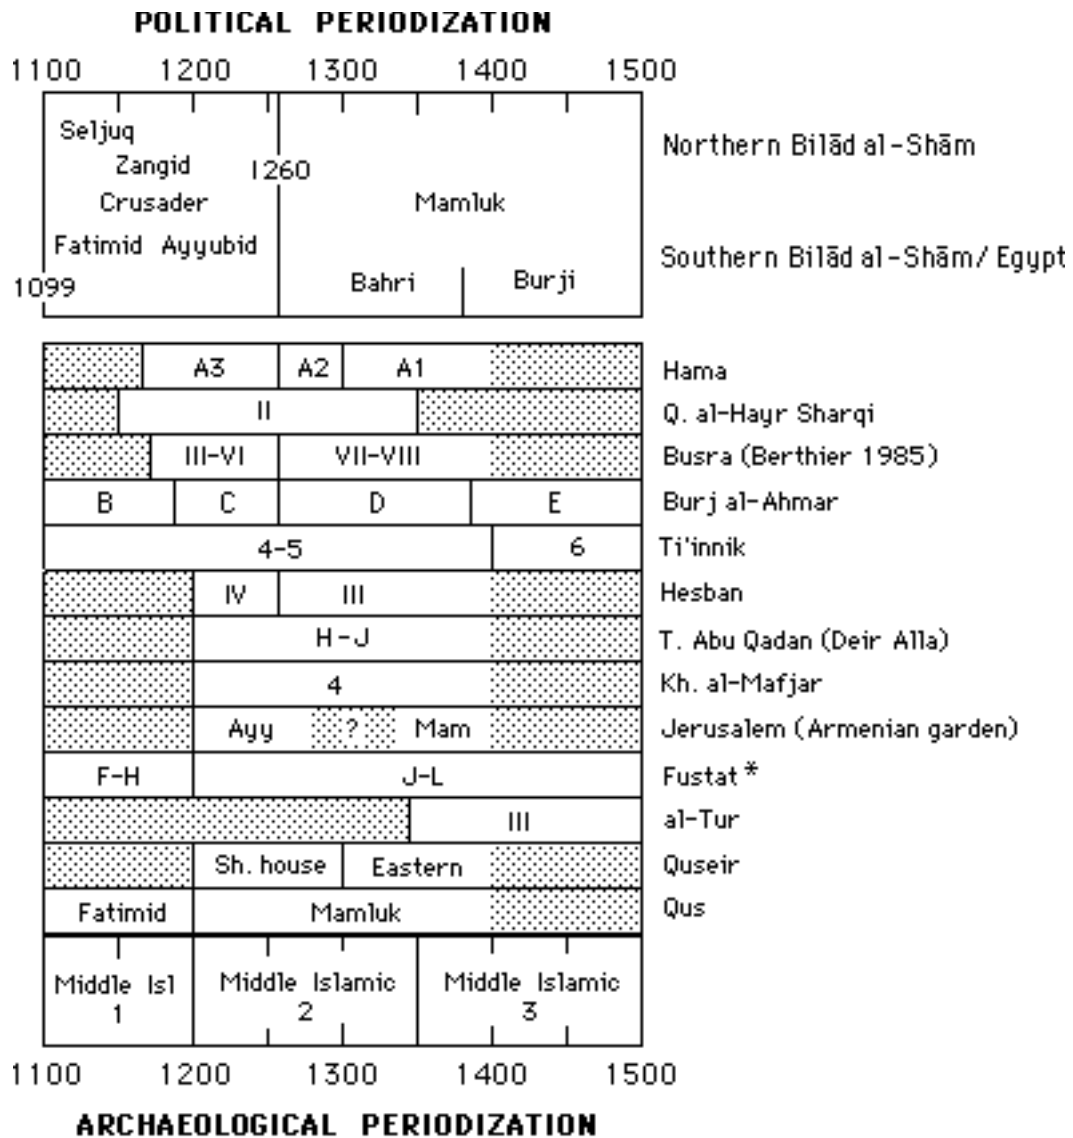 POLITICAL PERIODIZATION
1100 1200 1300 1400 1500
Seljuq
Northern Bilād al-Shām
Zangid
1260
Crusader
Mamluk
Fatimid Ayyubid
Southern Bilād al-Shām/ Egypt
1099
Bahri
Burji
A3 A2 A1 Hama
II Q. al-Hayr Sharqi
III-VI VII-VIII Busra (Berthier 1985)
B C D E Burj al-Ahmar
4-5 6 Ti'innik
IV III Hesban
H-J T. Abu Qadan (Deir Alla)
4 Kh. al-Mafjar
Ayy ? Mam Jerusalem (Armenian garden)
F-H J-L Fustat *
III al-Tur
Sh. house Eastern Quseir
Fatimid Mamluk Qus
Middle Isl Middle Islamic Middle Islamic
1 2 3
1100 1200 1300 1400 1500
ARCHAEOLOGICAL PERIODIZATION